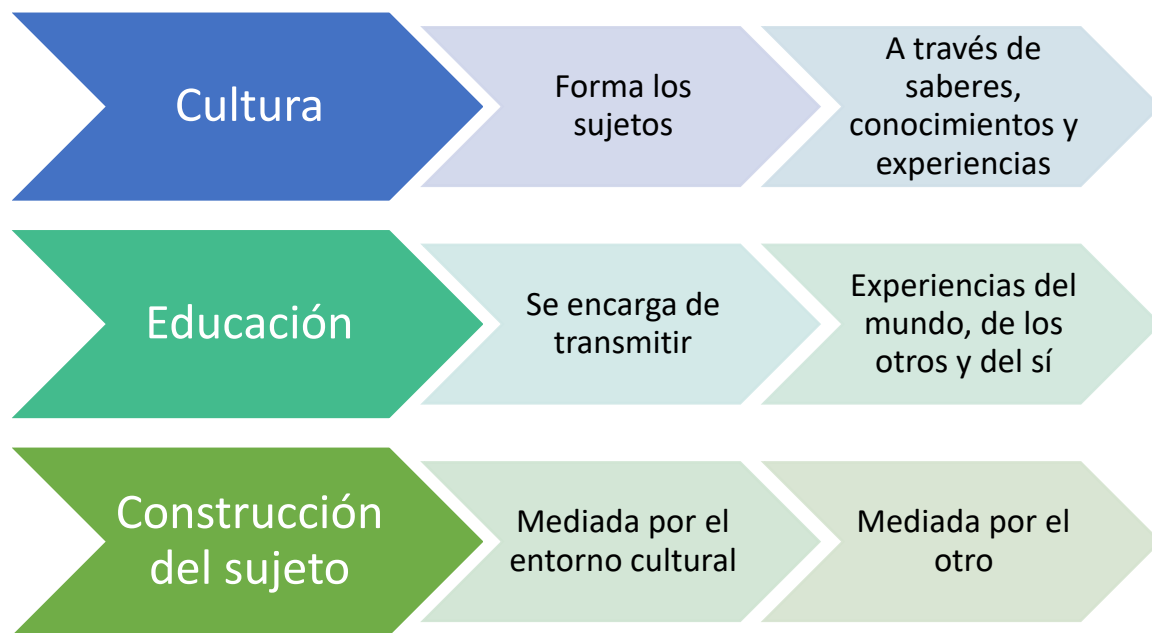 Cultura
Forma los
sujetos
A través de
saberes,
conocimientos y
experiencias
Educación
Se encarga de
transmitir
Experiencias del
mundo, de los
otros y del sí
Construcción
del sujeto
Mediada por el
entorno cultural
Mediada por el
otro